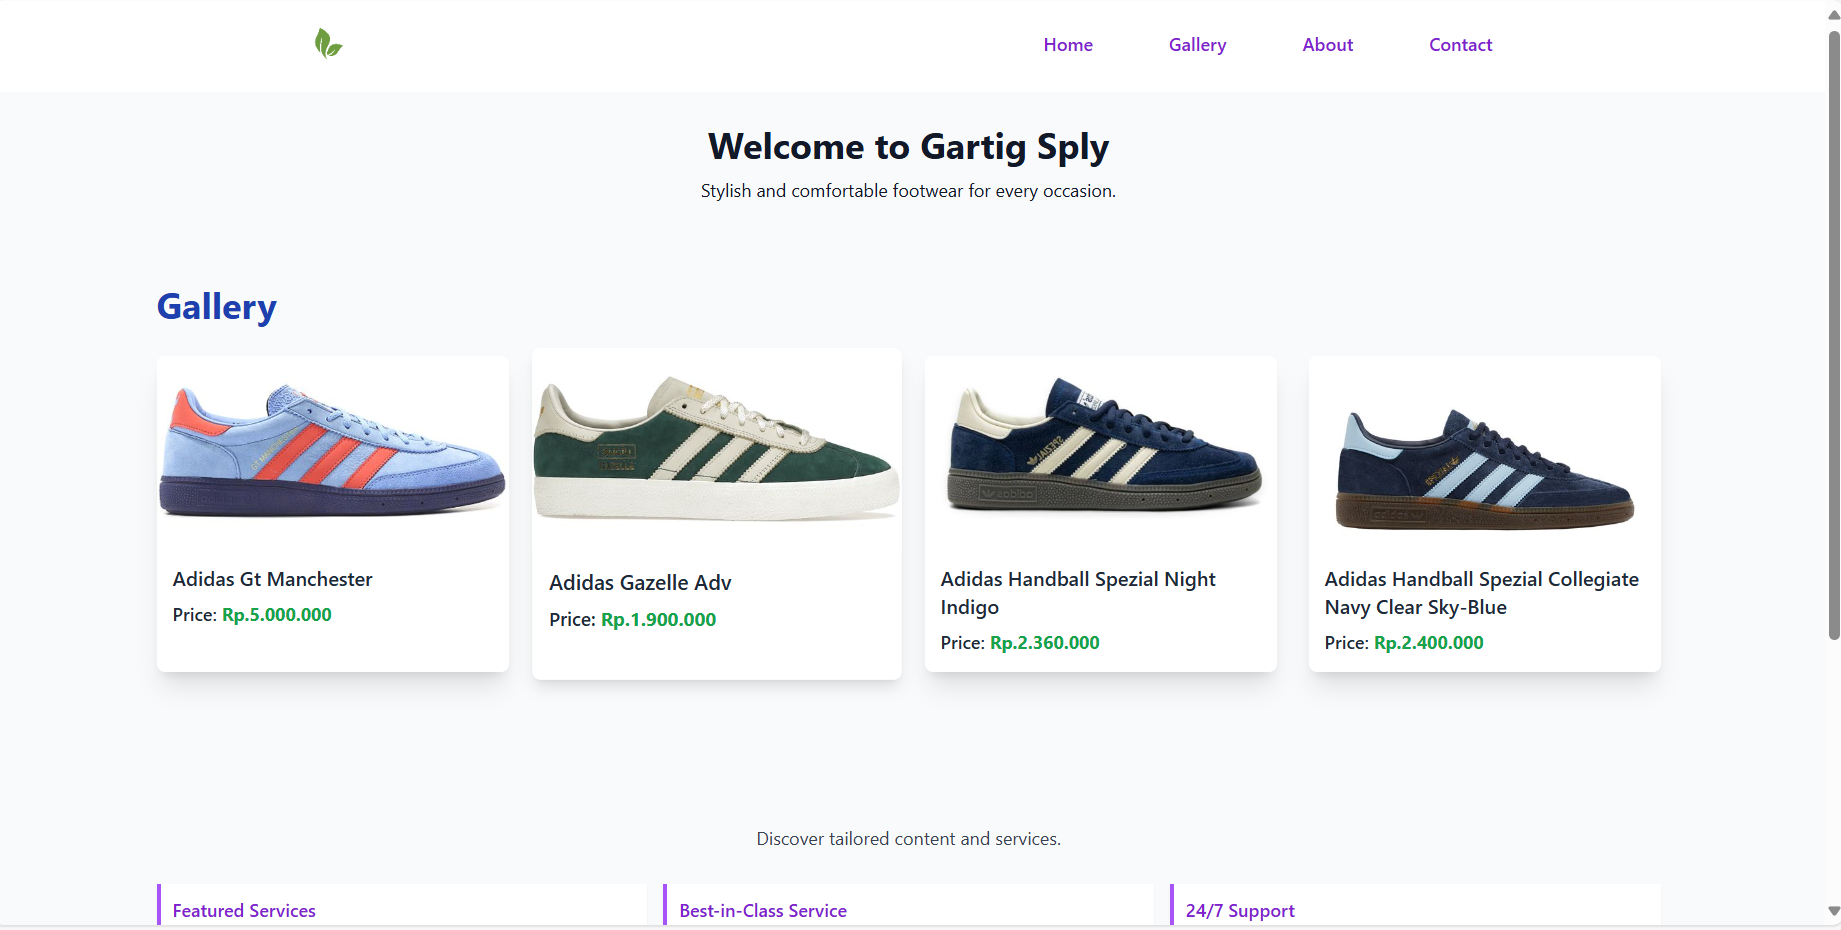 Home Gallery About Contact
Welcome to Gartig Sply
Stylish and comfortable footwear for every occasion.
Gallery
Adidas Gt Manchester
Price: Rp.5.000.000
Adidas Gazelle Adv
Price: Rp.1.900.000
Adidas Handball Spezial Night
Indigo
Price: Rp.2.360.000
Adidas Handball Spezial Collegiate
Navy Clear Sky-Blue
Price: Rp.2.400.000
Discover tailored content and services.
Featured Services
Best-in-Class Service
24/7 Support